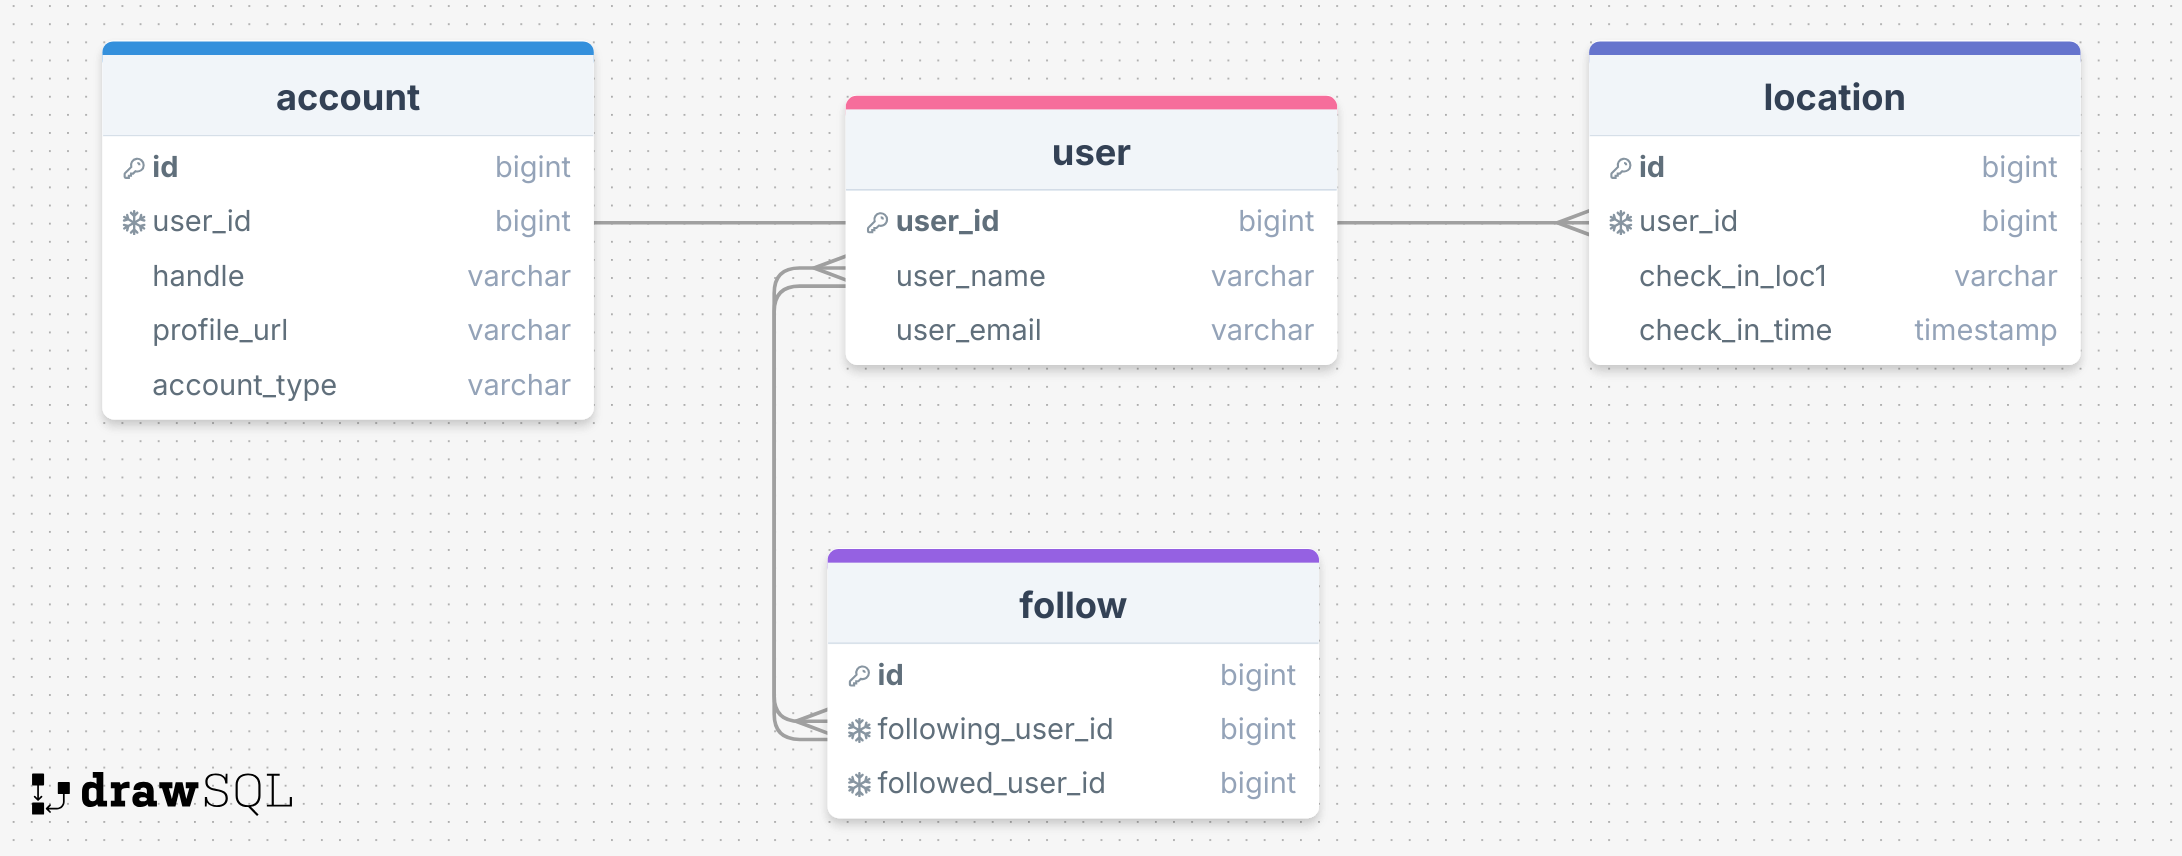 account
id bigint
user_id bigint
handle varchar
profile_url varchar
account_type varchar
user
user_id bigint
user_name varchar
user_email varchar
location
id bigint
user_id bigint
check_in_loc1 varchar
check_in_time timestamp
follow
id bigint
following_user_id bigint
followed_user_id bigint
drawSQL